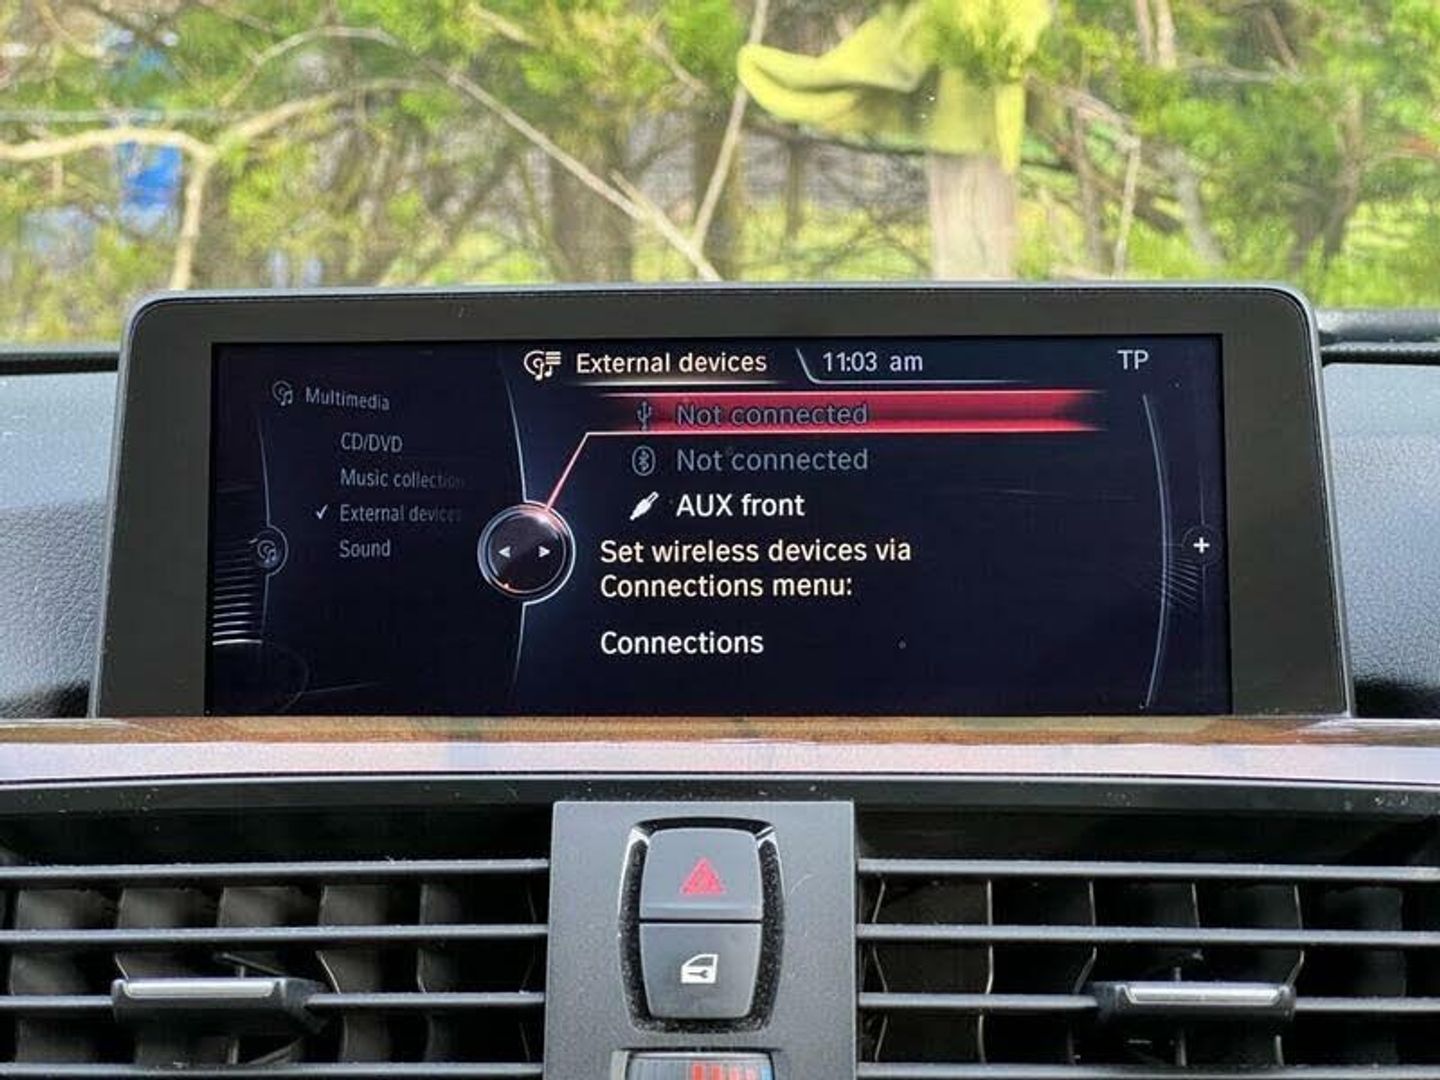 External devices 11:03 am TP
Multimedia
CD/DVD
Music collection
✓ External devices
Sound
Not connected
Not connected
AUX front
Set wireless devices via
Connections menu:
Connections